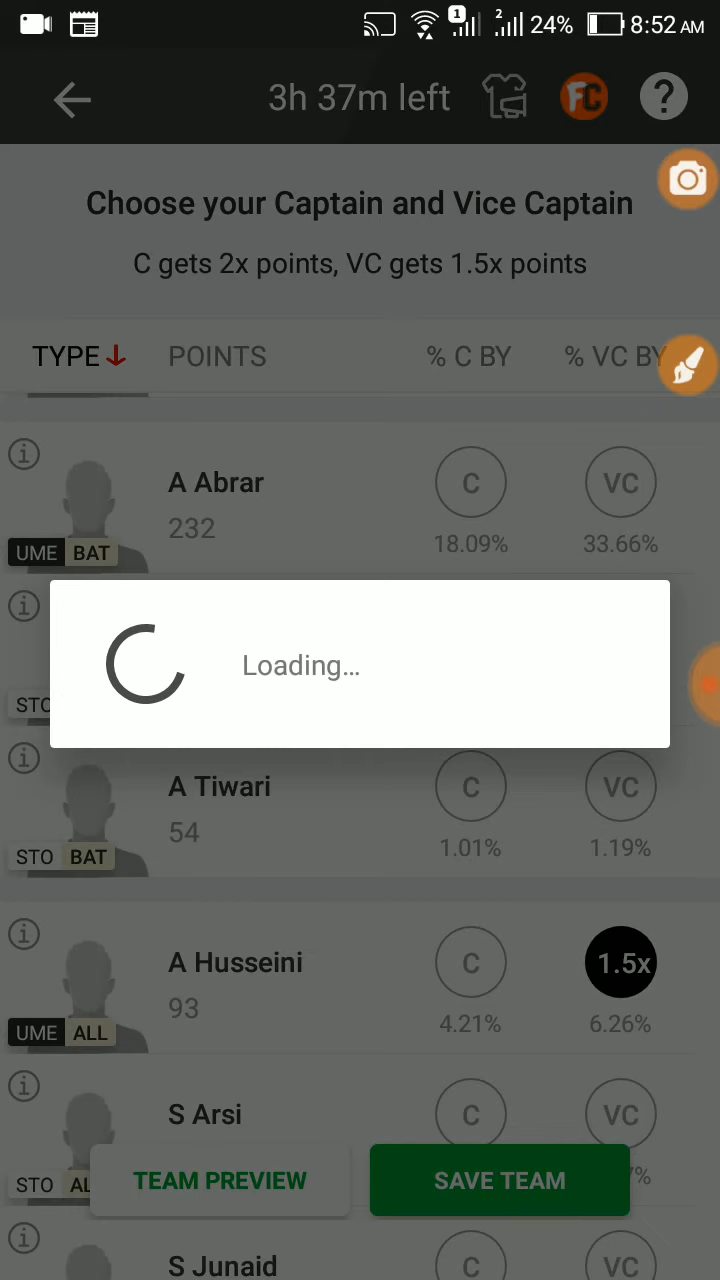 1 2 24% 8:52 AM
3h 37m left FC ?
Choose your Captain and Vice Captain
C gets 2x points, VC gets 1.5x points
TYPE POINTS % C BY % VC BY
A Abrar C VC
232
UME BAT 18.09% 33.66%
Loading...
STO
A Tiwari C VC
54
STO BAT 1.01% 1.19%
A Husseini C 1.5x
93
UME ALL 4.21% 6.26%
S Arsi C VC
STO TEAM PREVIEW SAVE TEAM %
S Junaid C VC